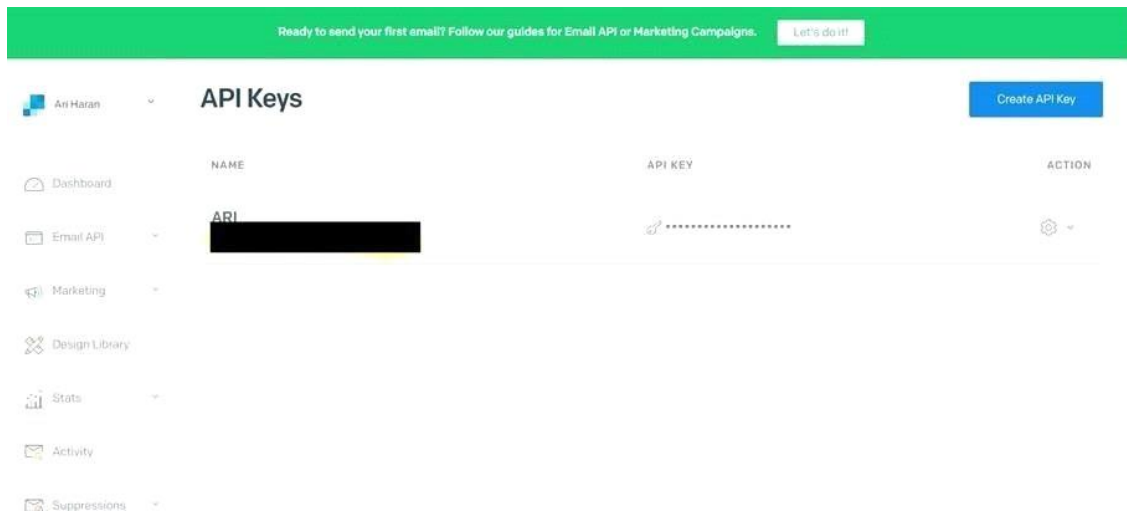 Ready to send your first email? Follow our guides for Email API or Marketing Campaigns.
Let's do it!
Ari Haran
API Keys
Create API Key
NAME
API KEY
ACTION
Dashboard
ARI
••••••••••••••••••••
Email API
Marketing
Design Library
Stats
Activity
Suppressions